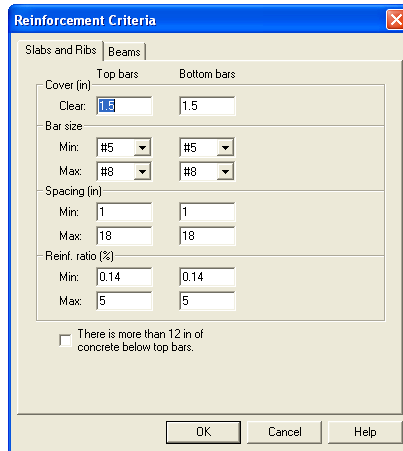 Reinforcement Criteria
Slabs and Ribs Beams
Top bars Bottom bars
Cover (in)
Clear: 1.5 1.5
Bar size
Min: #5 #5
Max: #8 #8
Spacing (in)
Min: 1 1
Max: 18 18
Reinf. ratio (%)
Min: 0.14 0.14
Max: 5 5
There is more than 12 in of
concrete below top bars.
OK Cancel Help